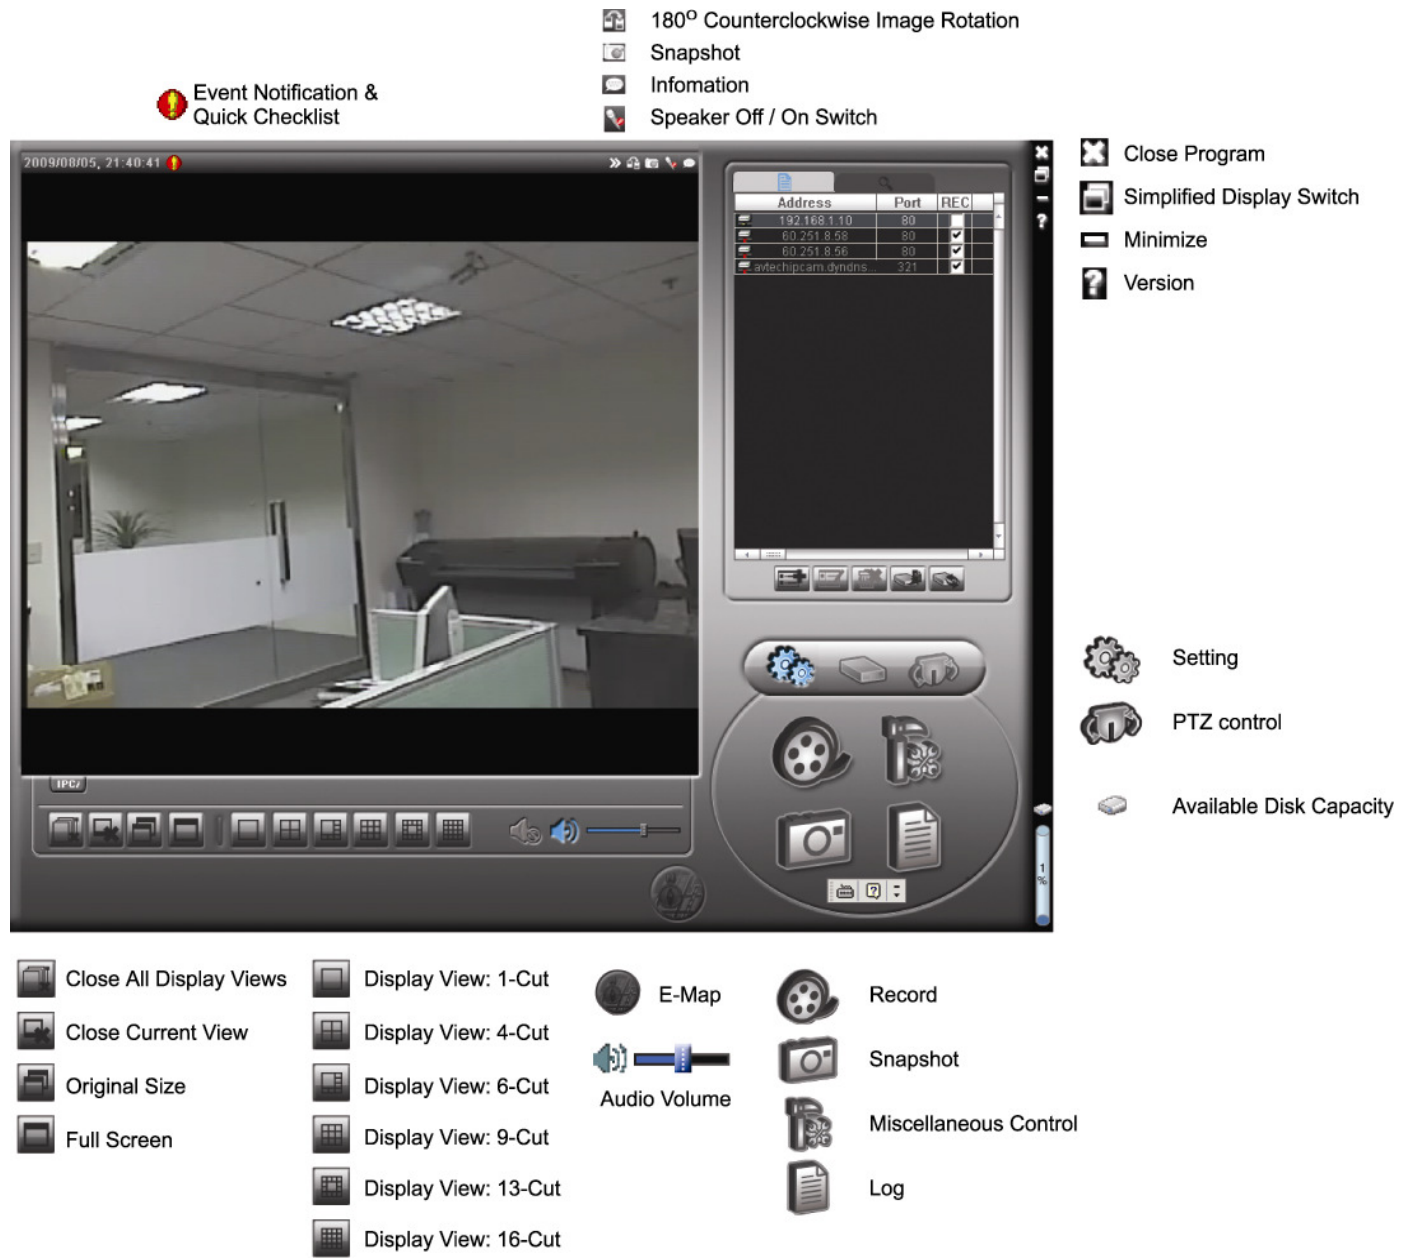 180º Counterclockwise Image Rotation
Snapshot
Infomation
Speaker Off / On Switch
Event Notification &
Quick Checklist
2009/08/05, 21:40:41
Address Port REC
192.168.1.10 80
60.251.8.58 80
60.251.8.56 80
avtechipcam.dyndns... 321
Close Program
Simplified Display Switch
Minimize
Version
Setting
PTZ control
Available Disk Capacity
1
%
Close All Display Views
Close Current View
Original Size
Full Screen
Display View: 1-Cut
Display View: 4-Cut
Display View: 6-Cut
Display View: 9-Cut
Display View: 13-Cut
Display View: 16-Cut
E-Map
Audio Volume
Record
Snapshot
Miscellaneous Control
Log